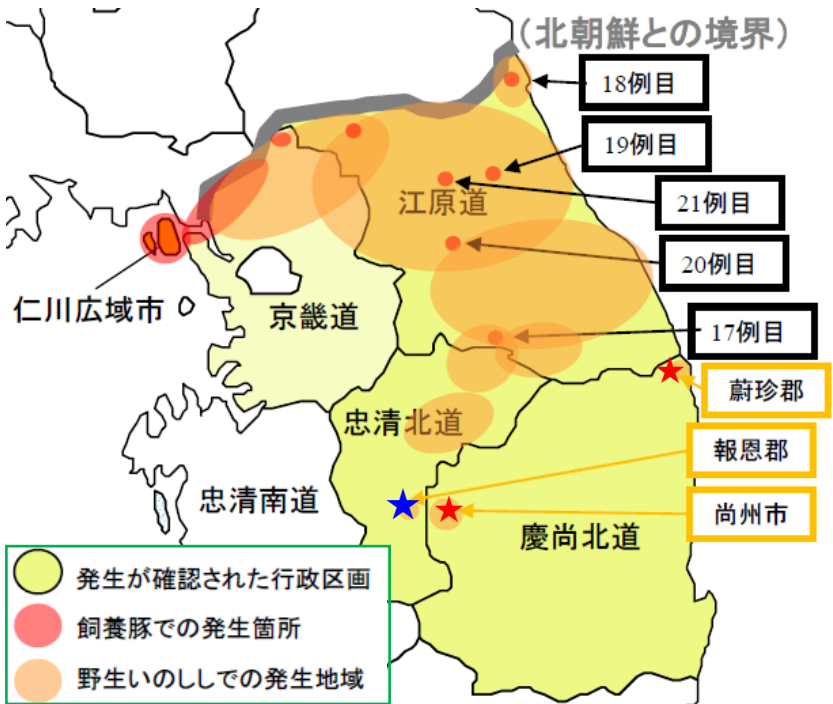 (北朝鮮との境界)
18例目
19例目
江原道
21例目
20例目
仁川広域市
京畿道
17例目
蔚珍郡
忠清北道
報恩郡
忠清南道
尚州市
慶尚北道
発生が確認された行政区画
飼養豚での発生箇所
野生いのししでの発生地域